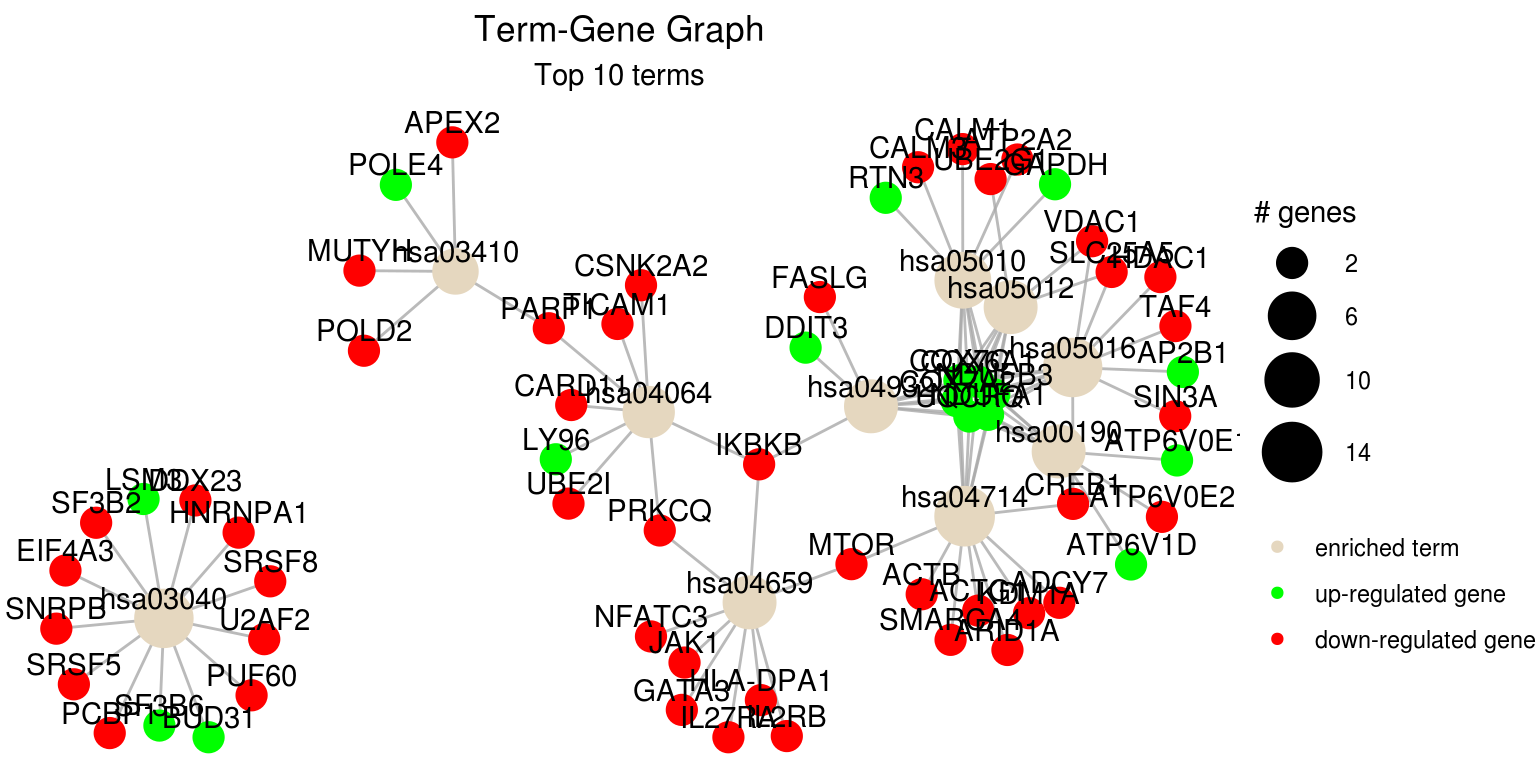 Term-Gene Graph
Top 10 terms
APEX2
POLE4
MUTYH
hsa03410
POLD2
PARP1
CSNK2A2
TICAM1
CARD11
hsa04064
LY96
UBE2I
PRKCQ
IKBKB
FASLG
DDIT3
CALM1
CALM3
ATP2A2
GAPDH
RTN3
hsa05010
hsa05012
VDAC1
SLC25A5
HDAC1
TAF4
hsa05016
AP2B1
SIN3A
hsa00190
ATP6V0E2
CREB1
ATP6V1D
hsa04714
MTOR
ACTB
ACTG1
KDM1A
ADCY7
SMARCA4
ARID1A
hsa04659
NFATC3
JAK1
GATA3
HLA-DPA1
IL27RA
IL2RB
LSM3
DDX23
SF3B2
HNRNPA1
EIF4A3
SRSF8
hsa03040
SNRPB
U2AF2
SRSF5
PUF60
PCBP1
SF3B6
BUD31
# genes
2
6
10
14
enriched term
up-regulated gene
down-regulated gene